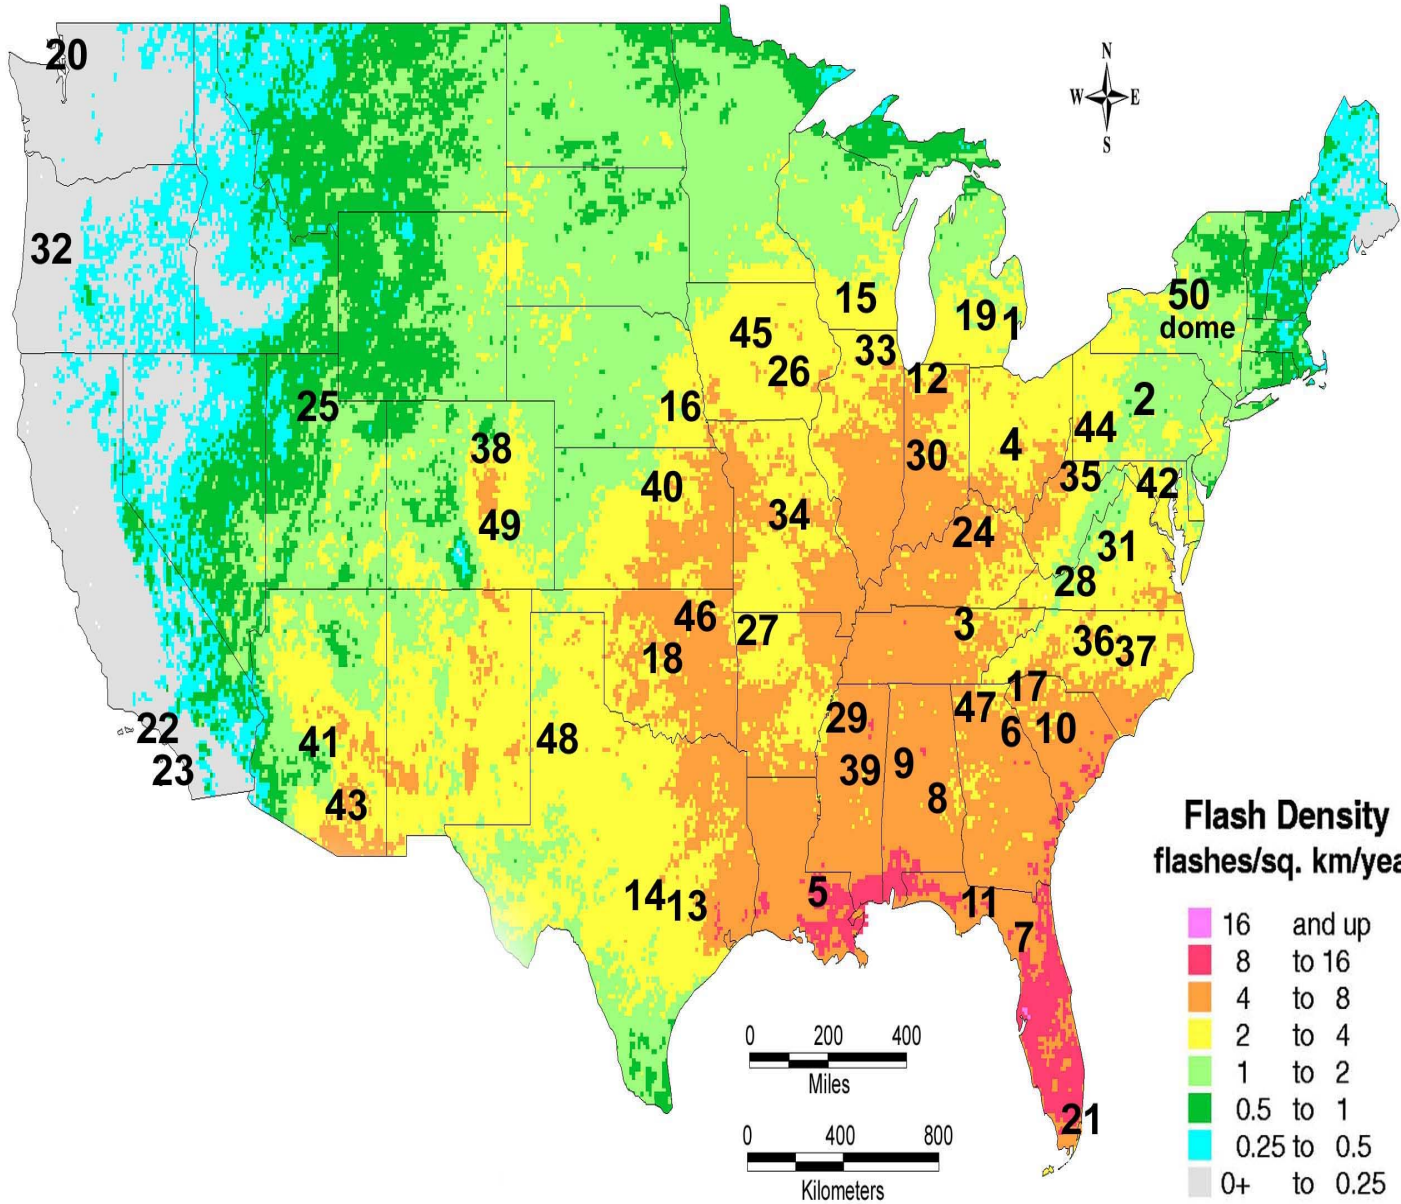 20
N
W E
S
32
15
19 1
50
dome
45
33
26
12
25
16
2
38
4
44
30
35
42
40
49
34
24
31
28
46
27
3
36
37
18
17
47
29
22
48
6
10
41
23
9
39
8
43
Flash Density
flashes/sq. km/yea
5
14
13
11
16 and up
7
8 to 16
4 to 8
0 200 400
2 to 4
Miles
1 to 2
21
0.5 to 1
0 400 800
0.25 to 0.5
Kilometers
0+ to 0.25